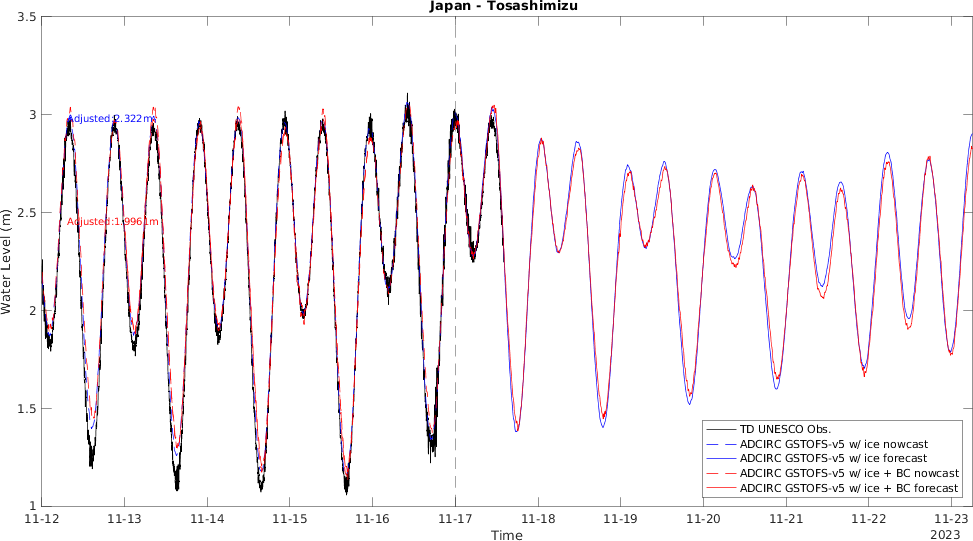 Japan - Tosashimizu
3.5
3
2.5
2
1.5
1
Water Level (m)
Adjusted:2.322m
Adjusted:1.9961m
TD UNESCO Obs.
ADCIRC GSTOFS-v5 w/ ice nowcast
ADCIRC GSTOFS-v5 w/ ice forecast
ADCIRC GSTOFS-v5 w/ ice + BC nowcast
ADCIRC GSTOFS-v5 w/ ice + BC forecast
11-12 11-13 11-14 11-15 11-16 11-17 11-18 11-19 11-20 11-21 11-22 11-23
Time
2023